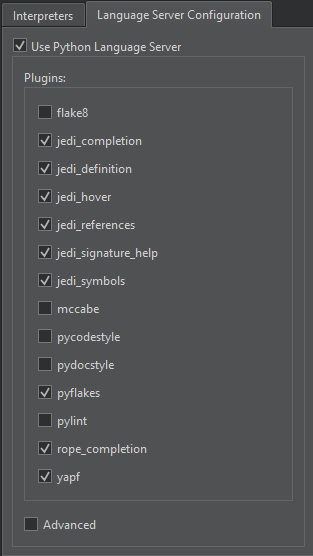 Interpreters
Language Server Configuration
Use Python Language Server
Plugins:
flake8
jedi_completion
jedi_definition
jedi_hover
jedi_references
jedi_signature_help
jedi_symbols
mccabe
pycodestyle
pydocstyle
pyflakes
pylint
rope_completion
yapf
Advanced